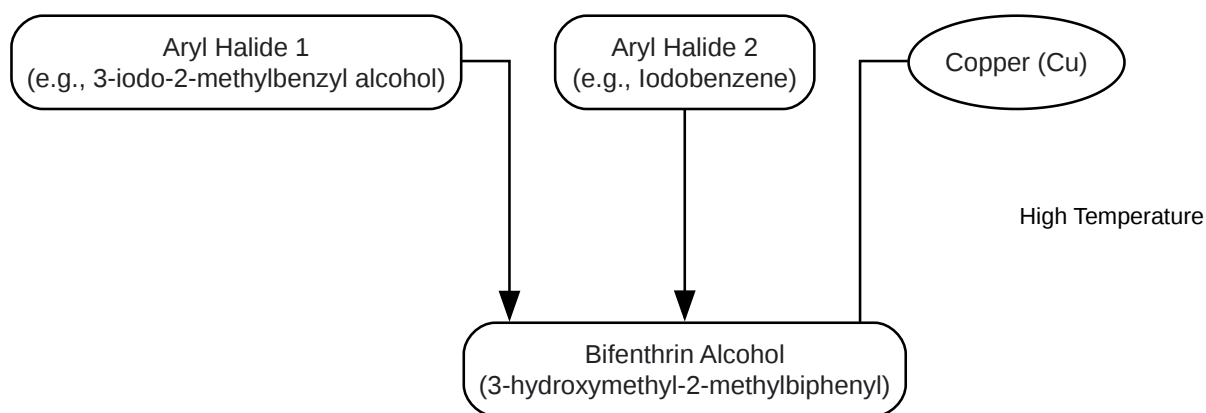 Aryl Halide 1
(e.g., 3-iodo-2-methylbenzyl alcohol)
Aryl Halide 2
(e.g., Iodobenzene)
Copper (Cu)
High Temperature
Bifenthrin Alcohol
(3-hydroxymethyl-2-methylbiphenyl)